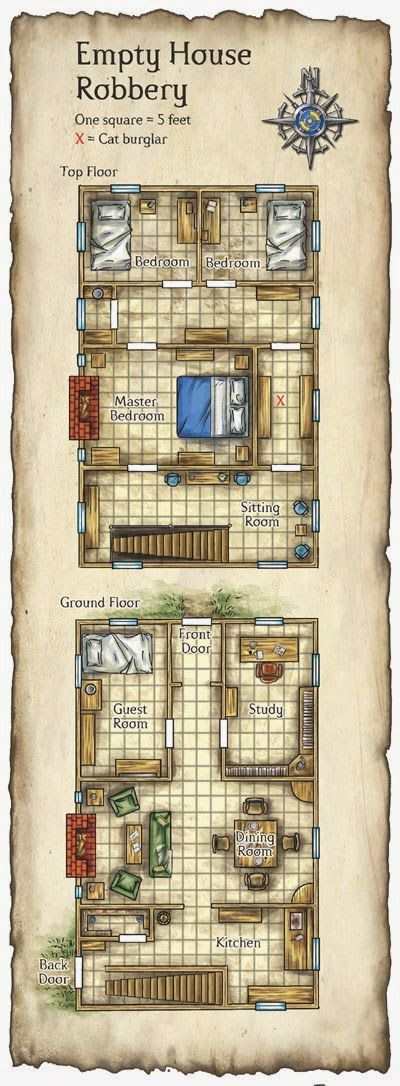 Empty House
Robbery
N
One square = 5 feet
X = Cat burglar
Top Floor
Bedroom
Bedroom
Master
Bedroom
X
Sitting
Room
Ground Floor
Front
Door
Guest
Room
Study
Dining
Room
Kitchen
Back
Door